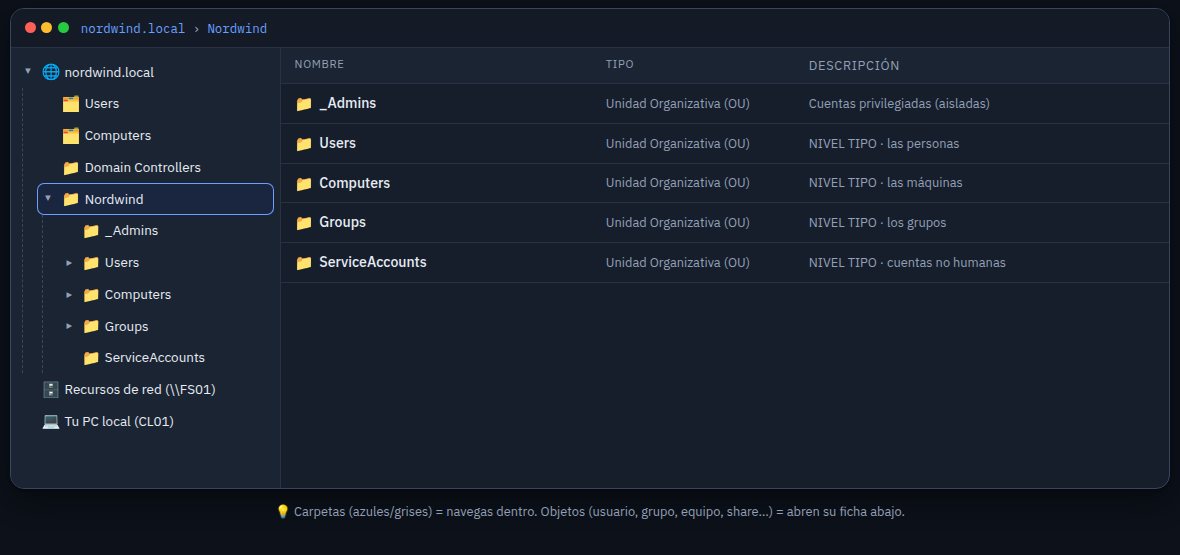 nordwind.local › Nordwind
nordwind.local
Users
Computers
Domain Controllers
Nordwind
_Admins
Users
Computers
Groups
ServiceAccounts
Recursos de red (\\FS01)
Tu PC local (CL01)
NOMBRE TIPO DESCRIPCIÓN
_Admins Unidad Organizativa (OU) Cuentas privilegiadas (aisladas)
Users Unidad Organizativa (OU) NIVEL TIPO · las personas
Computers Unidad Organizativa (OU) NIVEL TIPO · las máquinas
Groups Unidad Organizativa (OU) NIVEL TIPO · los grupos
ServiceAccounts Unidad Organizativa (OU) NIVEL TIPO · cuentas no humanas
Carpetas (azules/grises) = navegas dentro. Objetos (usuario, grupo, equipo, share…) = abren su ficha abajo.